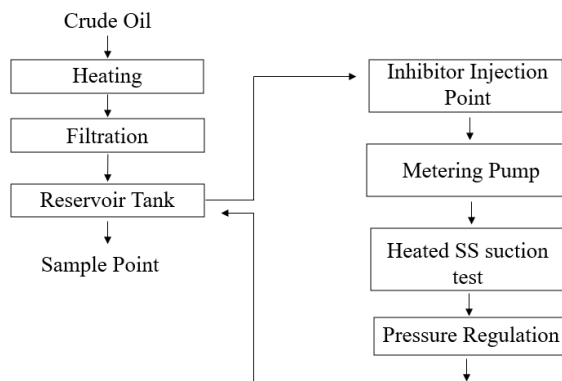 Crude Oil
Heating
Filtration
Reservoir Tank
Sample Point
Inhibitor Injection
Point
Metering Pump
Heated SS suction
test
Pressure Regulation